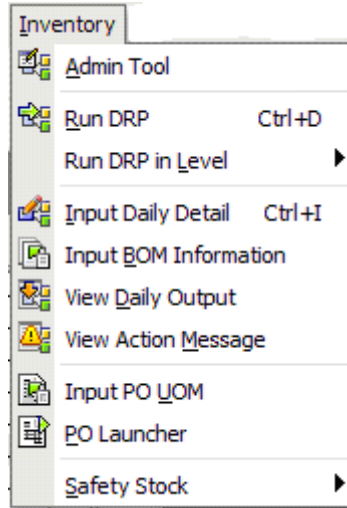 Inventory
Admin Tool
Run DRP Ctrl+D
Run DRP in Level
Input Daily Detail Ctrl+I
Input BOM Information
View Daily Output
View Action Message
Input PO UOM
PO Launcher
Safety Stock